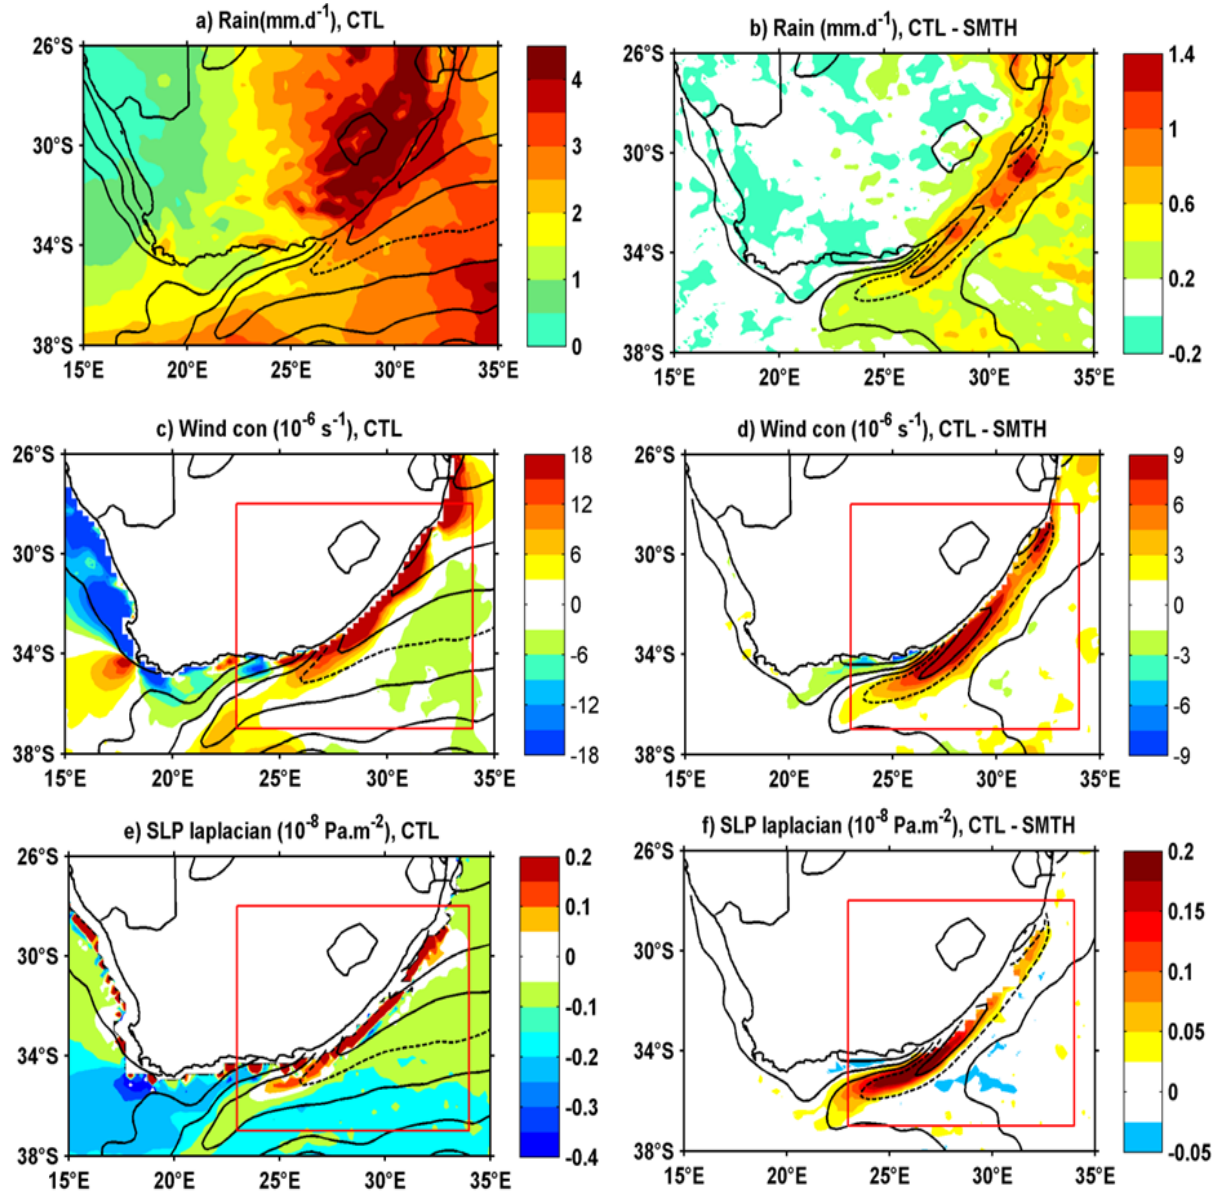 a) Rain(mm.d⁻¹), CTL
26°S
30°S
34°S
38°S
15°E 20°E 25°E 30°E 35°E
4
3
2
1
0
b) Rain (mm.d⁻¹), CTL - SMTH
26°S
30°S
34°S
38°S
15°E 20°E 25°E 30°E 35°E
1.4
1
0.6
0.2
-0.2
c) Wind con (10⁻⁶ s⁻¹), CTL
26°S
30°S
34°S
38°S
15°E 20°E 25°E 30°E 35°E
18
12
6
0
-6
-12
-18
d) Wind con (10⁻⁶ s⁻¹), CTL - SMTH
26°S
30°S
34°S
38°S
15°E 20°E 25°E 30°E 35°E
9
6
3
0
-3
-6
-9
e) SLP laplacian (10⁻⁸ Pa.m⁻²), CTL
26°S
30°S
34°S
38°S
15°E 20°E 25°E 30°E 35°E
0.2
0.1
0
-0.1
-0.2
-0.3
-0.4
f) SLP laplacian (10⁻⁸ Pa.m⁻²), CTL - SMTH
26°S
30°S
34°S
38°S
15°E 20°E 25°E 30°E 35°E
0.2
0.15
0.1
0.05
0
-0.05